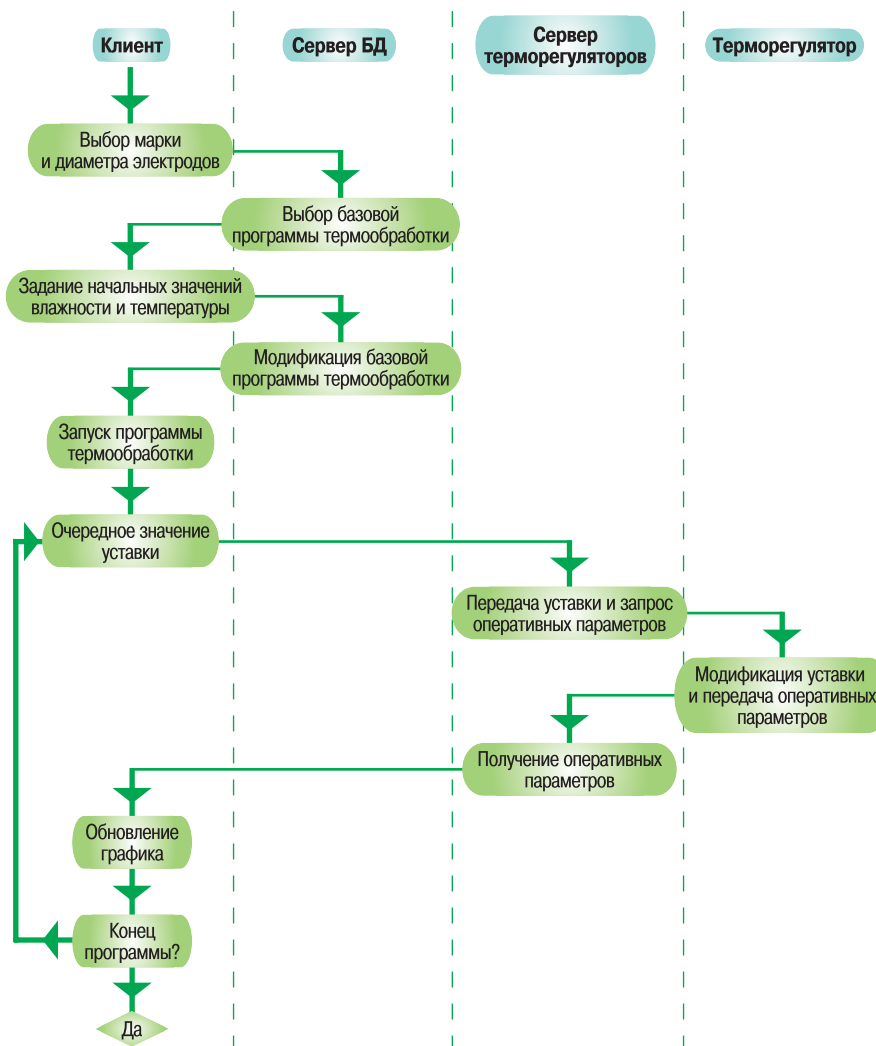 Клиент
Сервер БД
Сервер
терморегуляторов
Терморегулятор
Выбор марки
и диаметра электродов
Выбор базовой
программы термообработки
Задание начальных значений
влажности и температуры
Модификация базовой
программы термообработки
Запуск программы
термообработки
Очередное значение
уставки
Передача уставки и запрос
оперативных параметров
Модификация уставки
и передача оперативных
параметров
Получение оперативных
параметров
Обновление
графика
Конец
программы?
Да